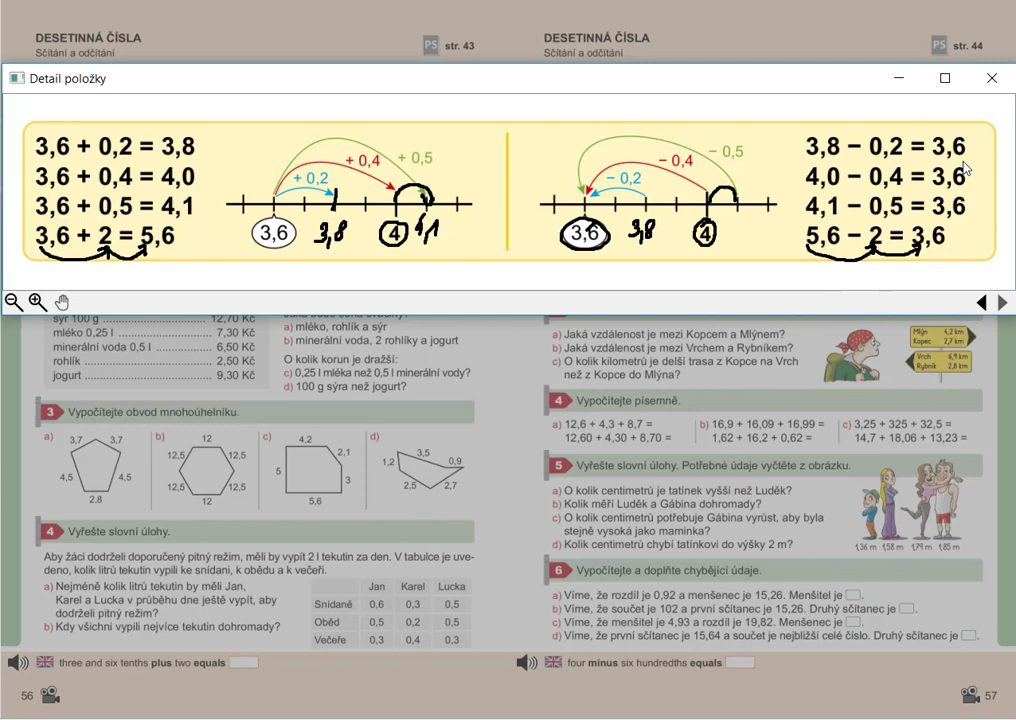 DESETINNÁ ČÍSLA
Sčítání a odčítání
PS str. 43
DESETINNÁ ČÍSLA
Sčítání a odčítání
PS str. 44
Detail položky
3,6 + 0,2 = 3,8
3,6 + 0,4 = 4,0
3,6 + 0,5 = 4,1
3,6 + 2 = 5,6
+ 0,2
+ 0,4
+ 0,5
3,6
3,8
4
4,1
− 0,5
− 0,4
− 0,2
3,6
3,8
4
3,8 − 0,2 = 3,6
4,0 − 0,4 = 3,6
4,1 − 0,5 = 3,6
5,6 − 2 = 3,6
sýr 100 g 12,70 Kč
mléko 0,25 l 7,30 Kč
minerální voda 0,5 l 6,50 Kč
rohlík 2,50 Kč
jogurt 9,30 Kč
a) mléko, rohlík a sýr
b) minerální voda, 2 rohlíky a jogurt
O kolik korun je dražší:
c) 0,25 l mléka než 0,5 l minerální vody?
d) 100 g sýra než jogurt?
3 Vypočítejte obvod mnohoúhelníku.
a) 3,7 3,7 4,5 4,5 2,8
b) 12 12,5 12,5 12,5 12,5 12
c) 4,2 2,1 5 3 5,6
d) 3,5 1,2 0,9 2,5 2,7
4 Vyřešte slovní úlohy.
Aby žáci dodrželi doporučený pitný režim, měli by vypít 2 l tekutin za den. V tabulce je uve-
deno, kolik litrů tekutin vypili ke snídani, k obědu a k večeři.
a) Nejméně kolik litrů tekutin by měli Jan,
Karel a Lucka v průběhu dne ještě vypít, aby
dodrželi pitný režim?
b) Kdy všichni vypili nejvíce tekutin dohromady?
Jan Karel Lucka
Snídaně 0,6 0,3 0,5
Oběd 0,5 0,2 0,5
Večeře 0,3 0,4 0,3
three and six tenths plus two equals
56
a) Jaká vzdálenost je mezi Kopcem a Mlýnem?
b) Jaká vzdálenost je mezi Vrchem a Rybníkem?
c) O kolik kilometrů je delší trasa z Kopce na Vrch
než z Kopce do Mlýna?
Mlýn 4,2 km
Kopec 2,7 km
Vrch 6,9 km
Rybník 2,8 km
4 Vypočítejte písemně.
a) 12,6 + 4,3 + 8,7 =
12,60 + 4,30 + 8,70 =
b) 16,9 + 16,09 + 16,99 =
1,62 + 16,2 + 0,62 =
c) 3,25 + 325 + 32,5 =
14,7 + 18,06 + 13,23 =
5 Vyřešte slovní úlohy. Potřebné údaje vyčtěte z obrázku.
a) O kolik centimetrů je tatínek vyšší než Luděk?
b) Kolik měří Luděk a Gábina dohromady?
c) O kolik centimetrů potřebuje Gábina vyrůst, aby byla
stejně vysoká jako maminka?
d) Kolik centimetrů chybí tatínkovi do výšky 2 m?
1,36 m 1,58 m 1,79 m 1,85 m
6 Vypočítejte a doplňte chybějící údaje.
a) Víme, že rozdíl je 0,92 a menšenec je 15,26. Menšitel je .
b) Víme, že součet je 102 a první sčítanec je 15,26. Druhý sčítanec je .
c) Víme, že menšitel je 4,93 a rozdíl je 19,82. Menšenec je .
d) Víme, že první sčítanec je 15,64 a součet je nejbližší celé číslo. Druhý sčítanec je .
four minus six hundredths equals
57